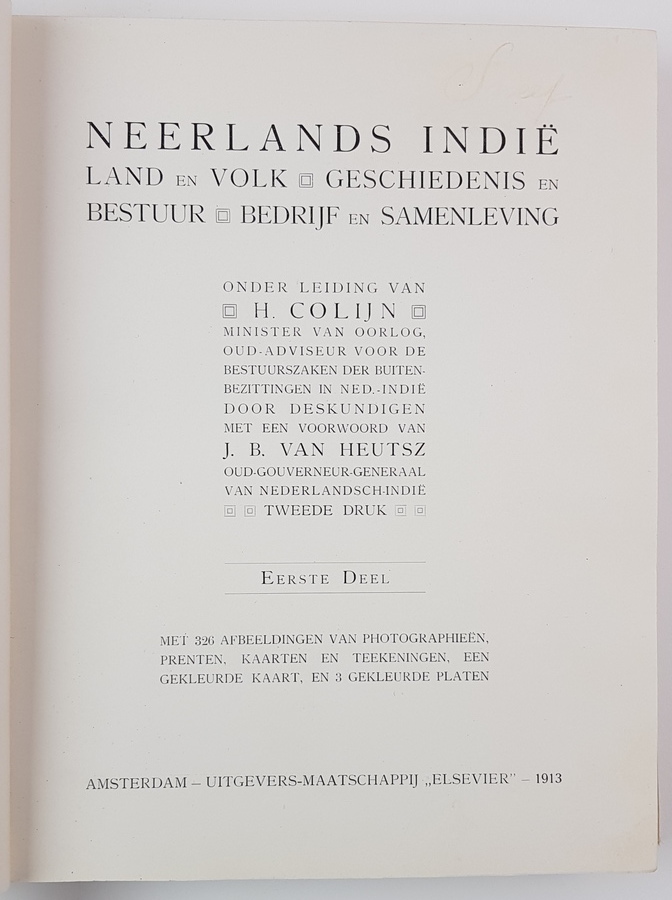 NEERLANDS INDIË
LAND EN VOLK GESCHIEDENIS EN
BESTUUR BEDRIJF EN SAMENLEVING
ONDER LEIDING VAN
H. COLIJN
MINISTER VAN OORLOG,
OUD-ADVISEUR VOOR DE
BESTUURSZAKEN DER BUITEN-
BEZITTINGEN IN NED.-INDIË
DOOR DESKUNDIGEN
MET EEN VOORWOORD VAN
J. B. VAN HEUTSZ
OUD-GOUVERNEUR-GENERAAL
VAN NEDERLANDSCH-INDIË
TWEEDE DRUK
EERSTE DEEL
MET 326 AFBEELDINGEN VAN PHOTOGRAPHIEËN,
PRENTEN, KAARTEN EN TEEKENINGEN, EEN
GEKLEURDE KAART, EN 3 GEKLEURDE PLATEN
AMSTERDAM – UITGEVERS-MAATSCHAPPIJ „ELSEVIER” – 1913